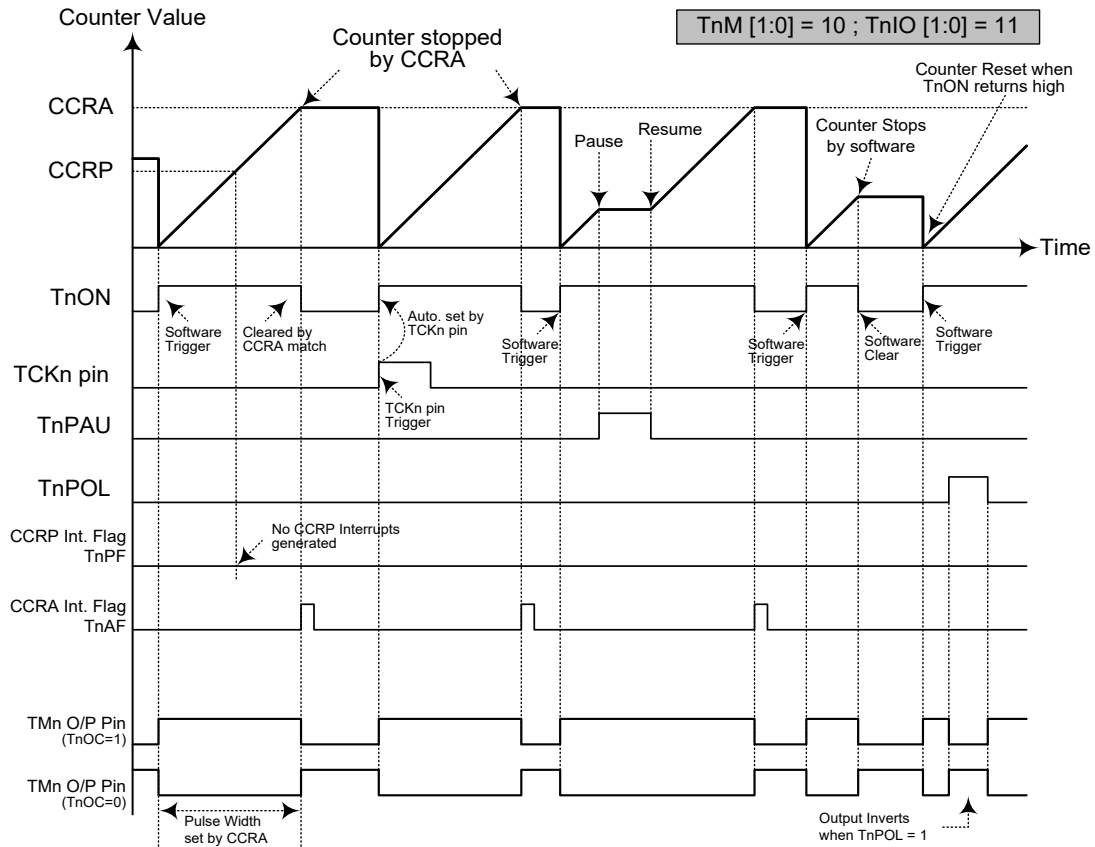 Counter Value
TnM [1:0] = 10 ; TnIO [1:0] = 11
Counter stopped
by CCRA
Counter Reset when
TnON returns high
CCRA
Pause
Resume
Counter Stops
by software
CCRP
Time
TnON
Software
Trigger
Cleared by
CCRA match
Auto. set by
TCKn pin
Software
Trigger
Software
Trigger
Software
Clear
Software
Trigger
TCKn pin
TCKn pin
Trigger
TnPAU
TnPOL
CCRP Int. Flag
TnPF
No CCRP Interrupts
generated
CCRA Int. Flag
TnAF
TMn O/P Pin
(TnOC=1)
TMn O/P Pin
(TnOC=0)
Pulse Width
set by CCRA
Output Inverts
when TnPOL = 1